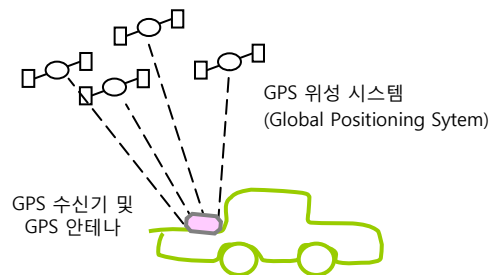 GPS 위성 시스템
(Global Positioning Sytem)
GPS 수신기 및
GPS 안테나